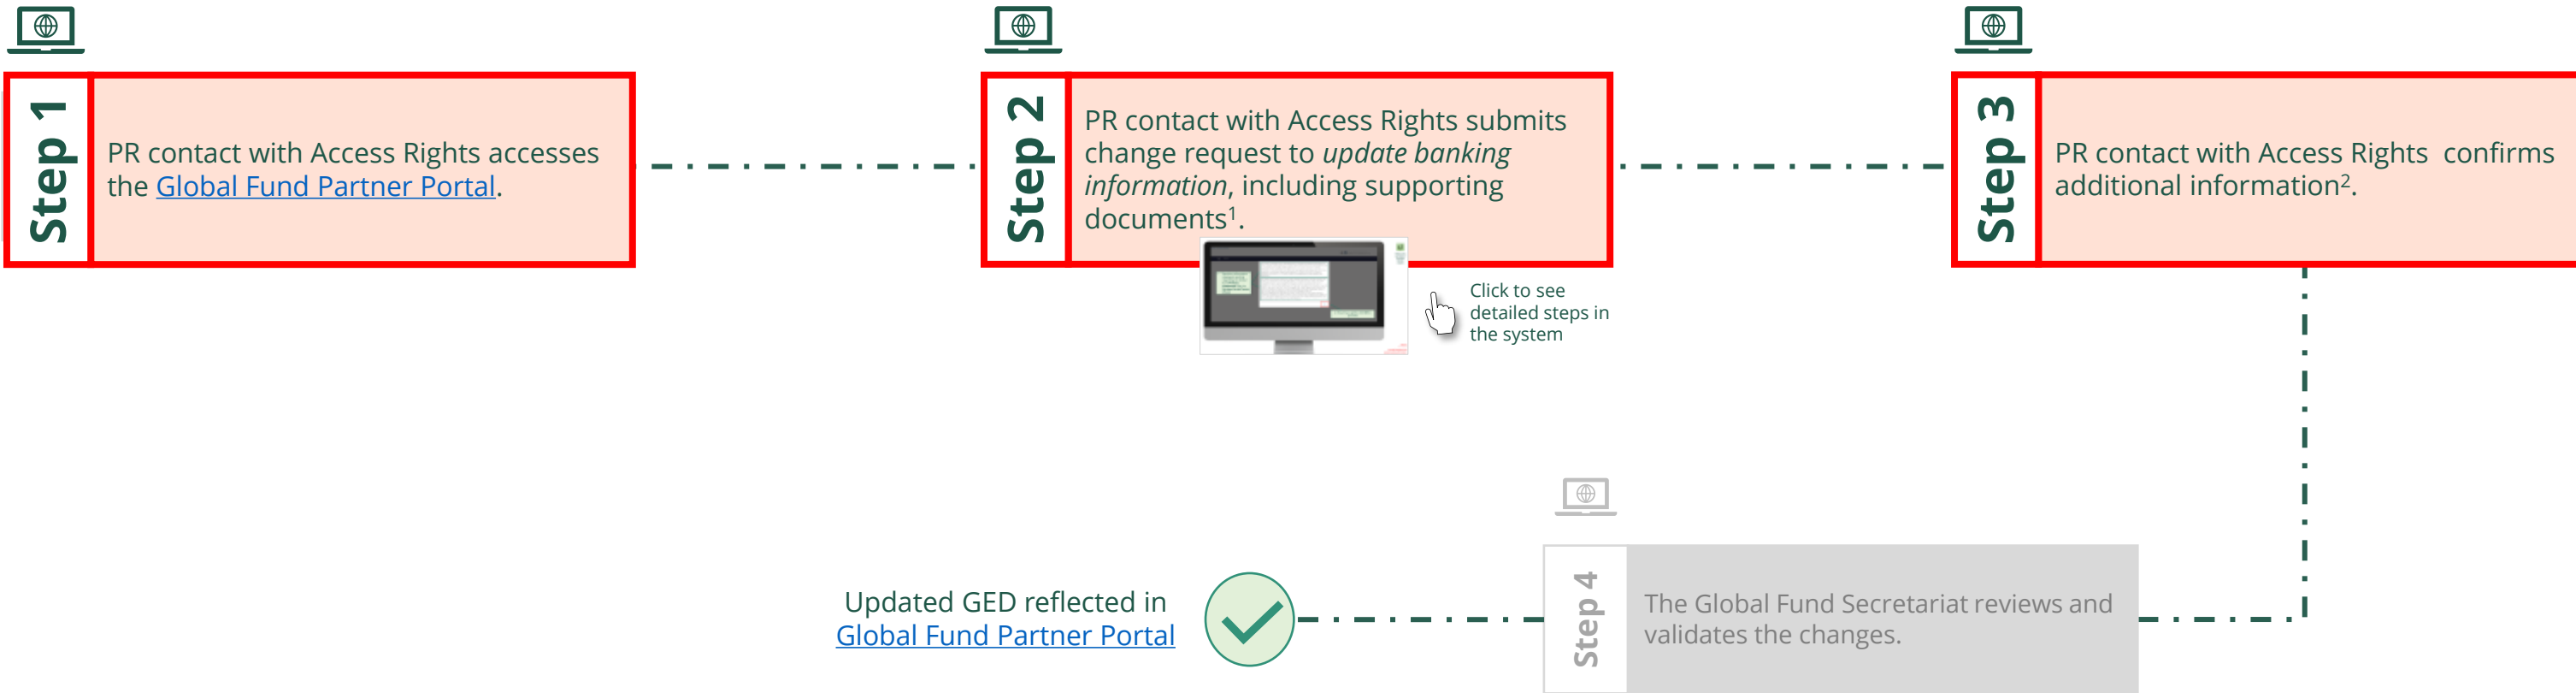 Step 1
PR contact with Access Rights accesses
the Global Fund Partner Portal.
Step 2
PR contact with Access Rights submits
change request to update banking
information, including supporting
documents¹.
Click to see
detailed steps in
the system
Step 3
PR contact with Access Rights  confirms
additional information².
Step 4
The Global Fund Secretariat reviews and
validates the changes.
Updated GED reflected in
Global Fund Partner Portal